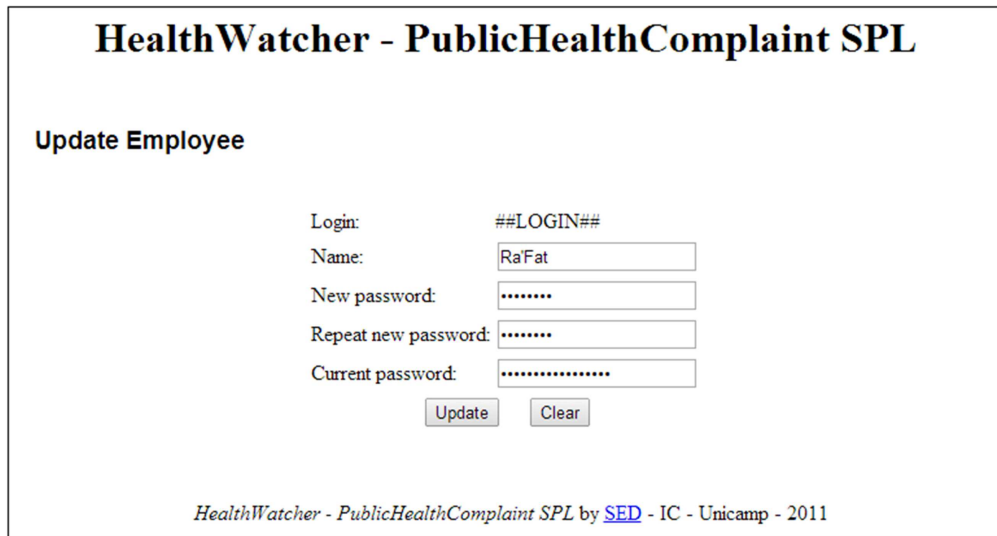 HealthWatcher - PublicHealthComplaint SPL
Update Employee
Login: ##LOGIN##
Name: Ra'Fat
New password: ••••••••
Repeat new password: ••••••••
Current password: •••••••••••••••••
Update Clear
HealthWatcher - PublicHealthComplaint SPL by SED - IC - Unicamp - 2011